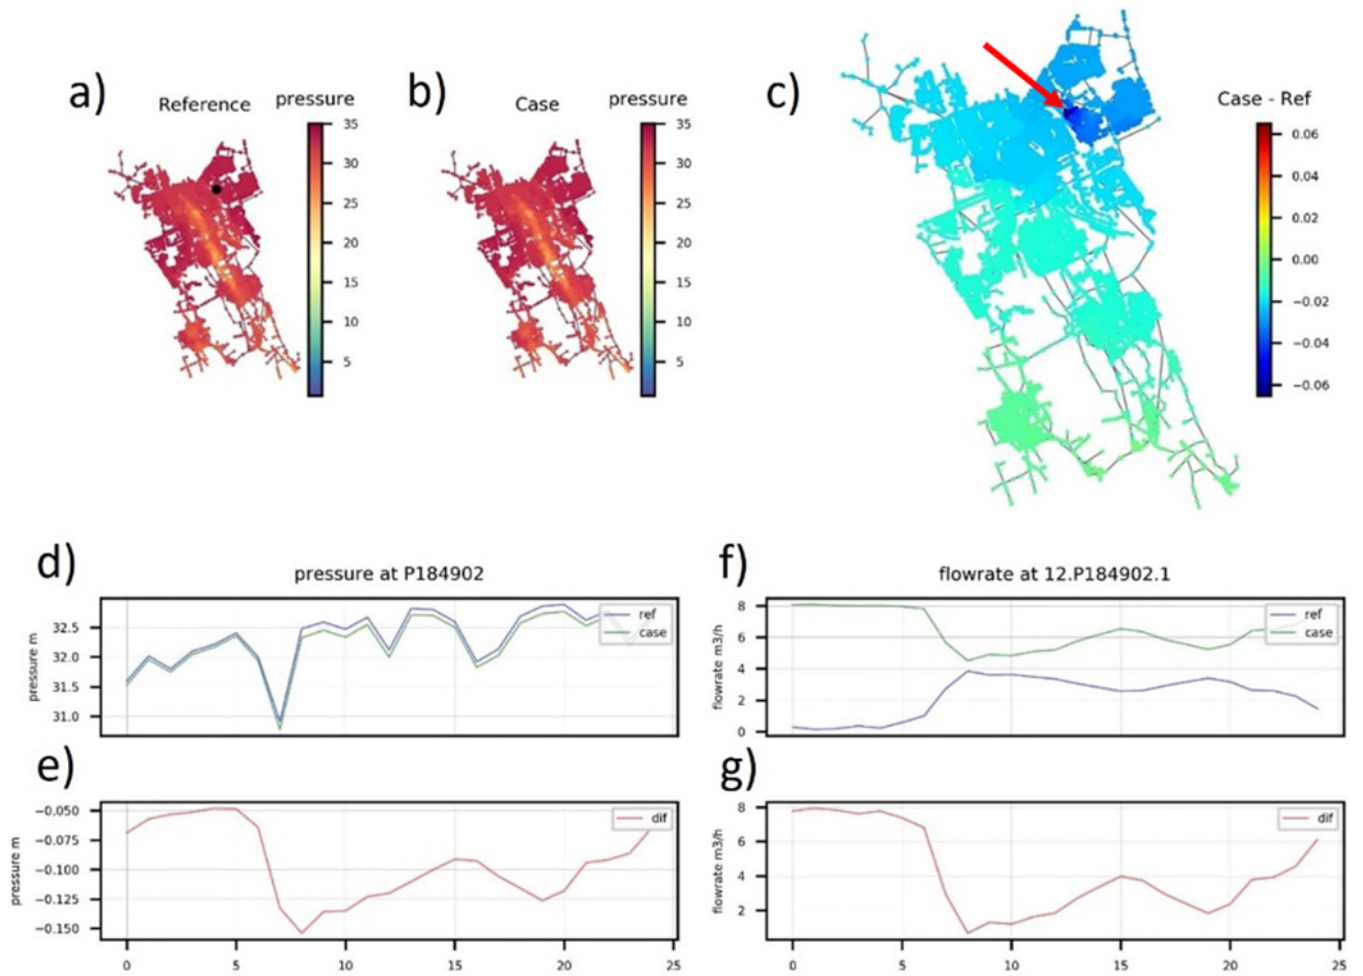 a)
Reference
pressure
35
30
25
20
15
10
5
b)
Case
pressure
35
30
25
20
15
10
5
c)
Case - Ref
0.06
0.04
0.02
0.00
−0.02
−0.04
−0.06
d)
pressure at P184902
pressure m
32.5
32.0
31.5
31.0
ref
case
f)
flowrate at 12.P184902.1
flowrate m3/h
8
6
4
2
0
ref
case
e)
pressure m
−0.050
−0.075
−0.100
−0.125
−0.150
dif
0 5 10 15 20 25
g)
flowrate m3/h
8
6
4
2
dif
0 5 10 15 20 25